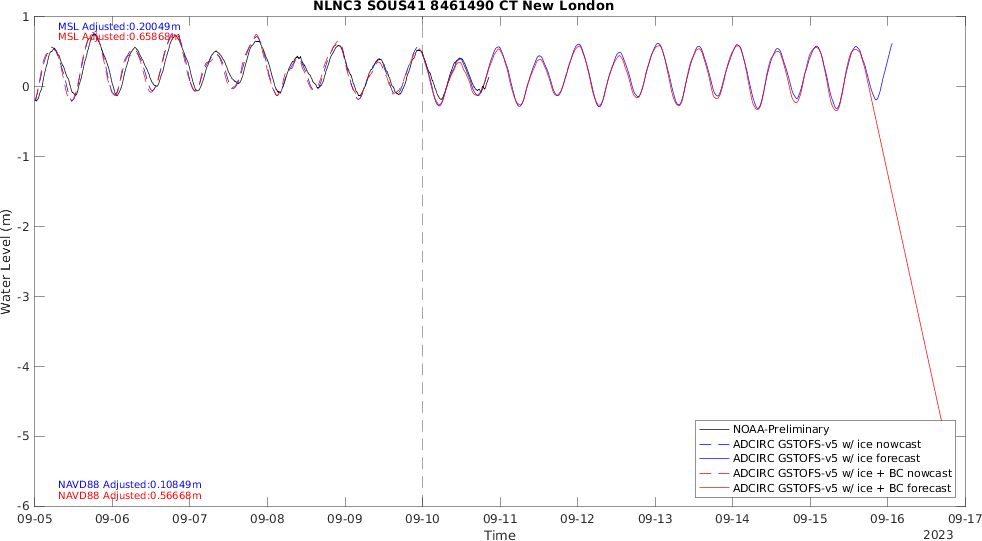 NLNC3 SOUS41 8461490 CT New London
MSL Adjusted:0.20049m
MSL Adjusted:0.65868m
1
0
-1
-2
-3
-4
-5
-6
Water Level (m)
NAVD88 Adjusted:0.10849m
NAVD88 Adjusted:0.56668m
NOAA-Preliminary
ADCIRC GSTOFS-v5 w/ ice nowcast
ADCIRC GSTOFS-v5 w/ ice forecast
ADCIRC GSTOFS-v5 w/ ice + BC nowcast
ADCIRC GSTOFS-v5 w/ ice + BC forecast
09-05 09-06 09-07 09-08 09-09 09-10 09-11 09-12 09-13 09-14 09-15 09-16 09-17
Time
2023